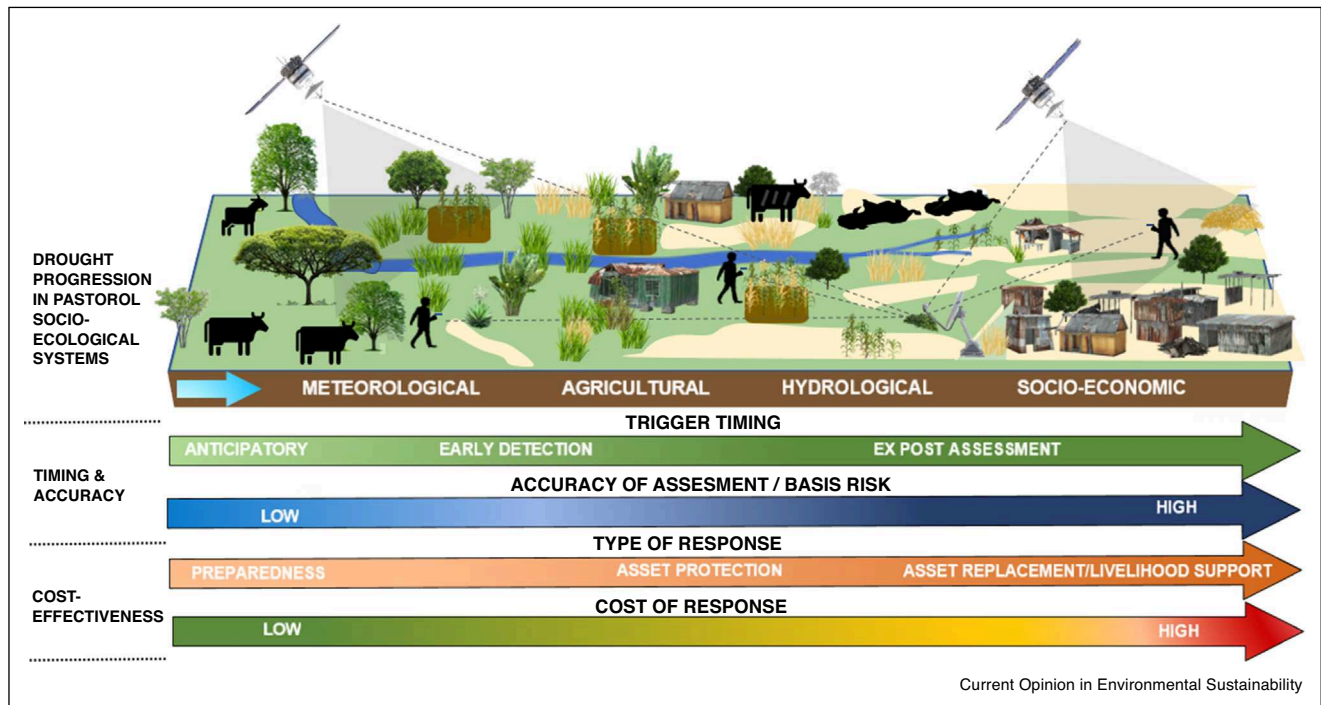 DROUGHT
PROGRESSION
IN PASTOROL
SOCIO-
ECOLOGICAL
SYSTEMS
METEOROLOGICAL AGRICULTURAL HYDROLOGICAL SOCIO-ECONOMIC
TRIGGER TIMING
ANTICIPATORY EARLY DETECTION EX POST ASSESSMENT
TIMING &
ACCURACY
ACCURACY OF ASSESMENT / BASIS RISK
LOW HIGH
TYPE OF RESPONSE
PREPAREDNESS ASSET PROTECTION ASSET REPLACEMENT/LIVELIHOOD SUPPORT
COST-
EFFECTIVENESS
COST OF RESPONSE
LOW HIGH
Current Opinion in Environmental Sustainability